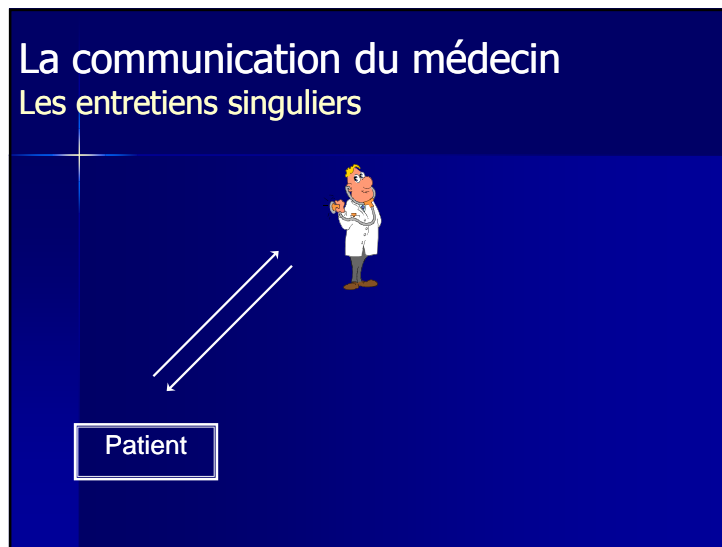 La communication du médecin
Les entretiens singuliers
Patient